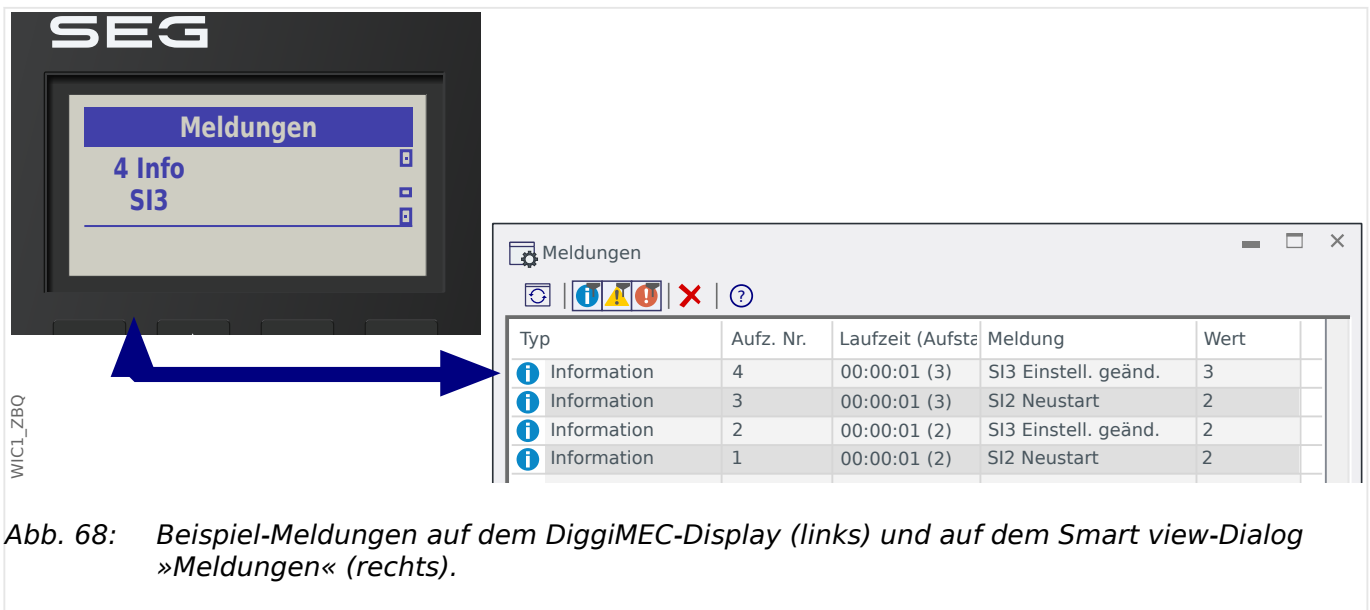 SEG
Meldungen
4 Info
SI3
Meldungen
Typ Aufz. Nr. Laufzeit (Aufsta Meldung Wert
Information 4 00:00:01 (3) SI3 Einstell. geänd. 3
Information 3 00:00:01 (3) SI2 Neustart 2
Information 2 00:00:01 (2) SI3 Einstell. geänd. 2
Information 1 00:00:01 (2) SI2 Neustart 2
WIC1_ZBQ
Abb. 68: Beispiel-Meldungen auf dem DiggiMEC-Display (links) und auf dem Smart view-Dialog
»Meldungen« (rechts).